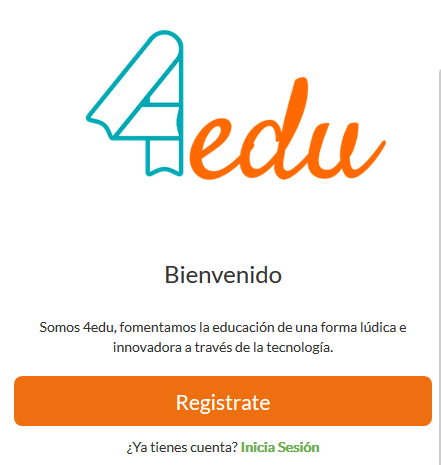 4edu
Bienvenido
Somos 4edu, fomentamos la educación de una forma lúdica e
innovadora a través de la tecnología.
Registrate
¿Ya tienes cuenta? Inicia Sesión